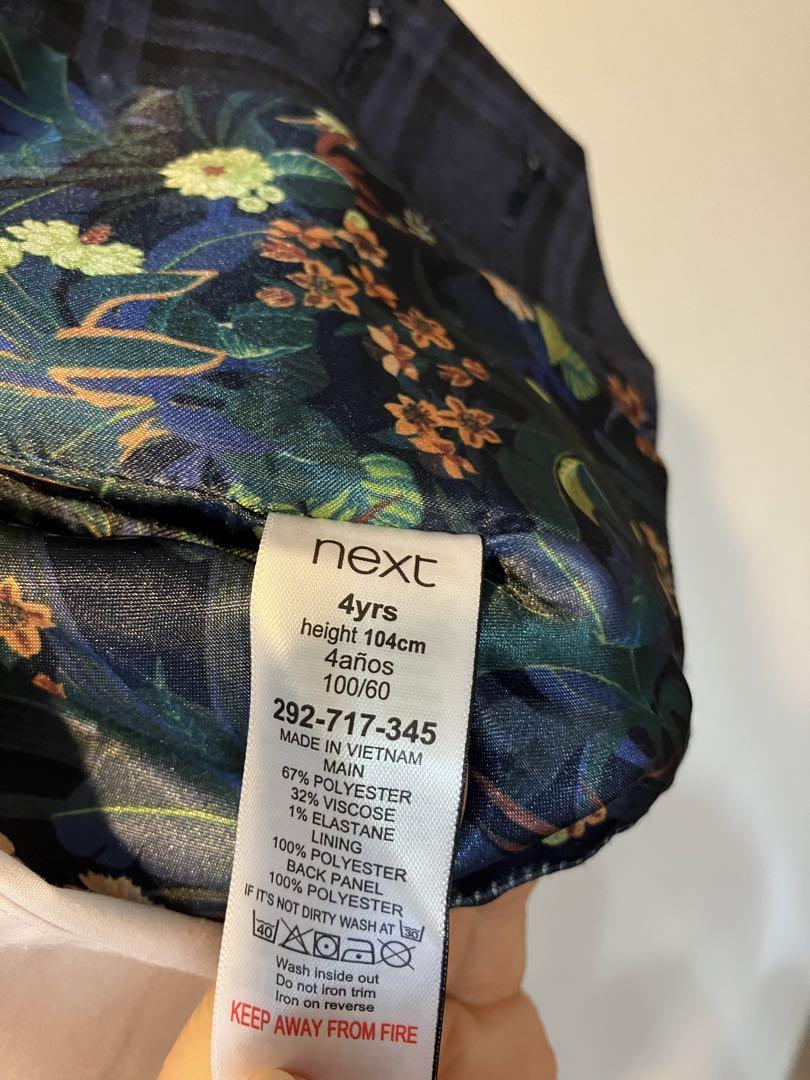 next
4yrs
height 104cm
4años
100/60
292-717-345
MADE IN VIETNAM
MAIN
67% POLYESTER
32% VISCOSE
1% ELASTANE
LINING
100% POLYESTER
BACK PANEL
100% POLYESTER
IF IT'S NOT DIRTY WASH AT 30
40
Wash inside out
Do not iron trim
Iron on reverse
KEEP AWAY FROM FIRE